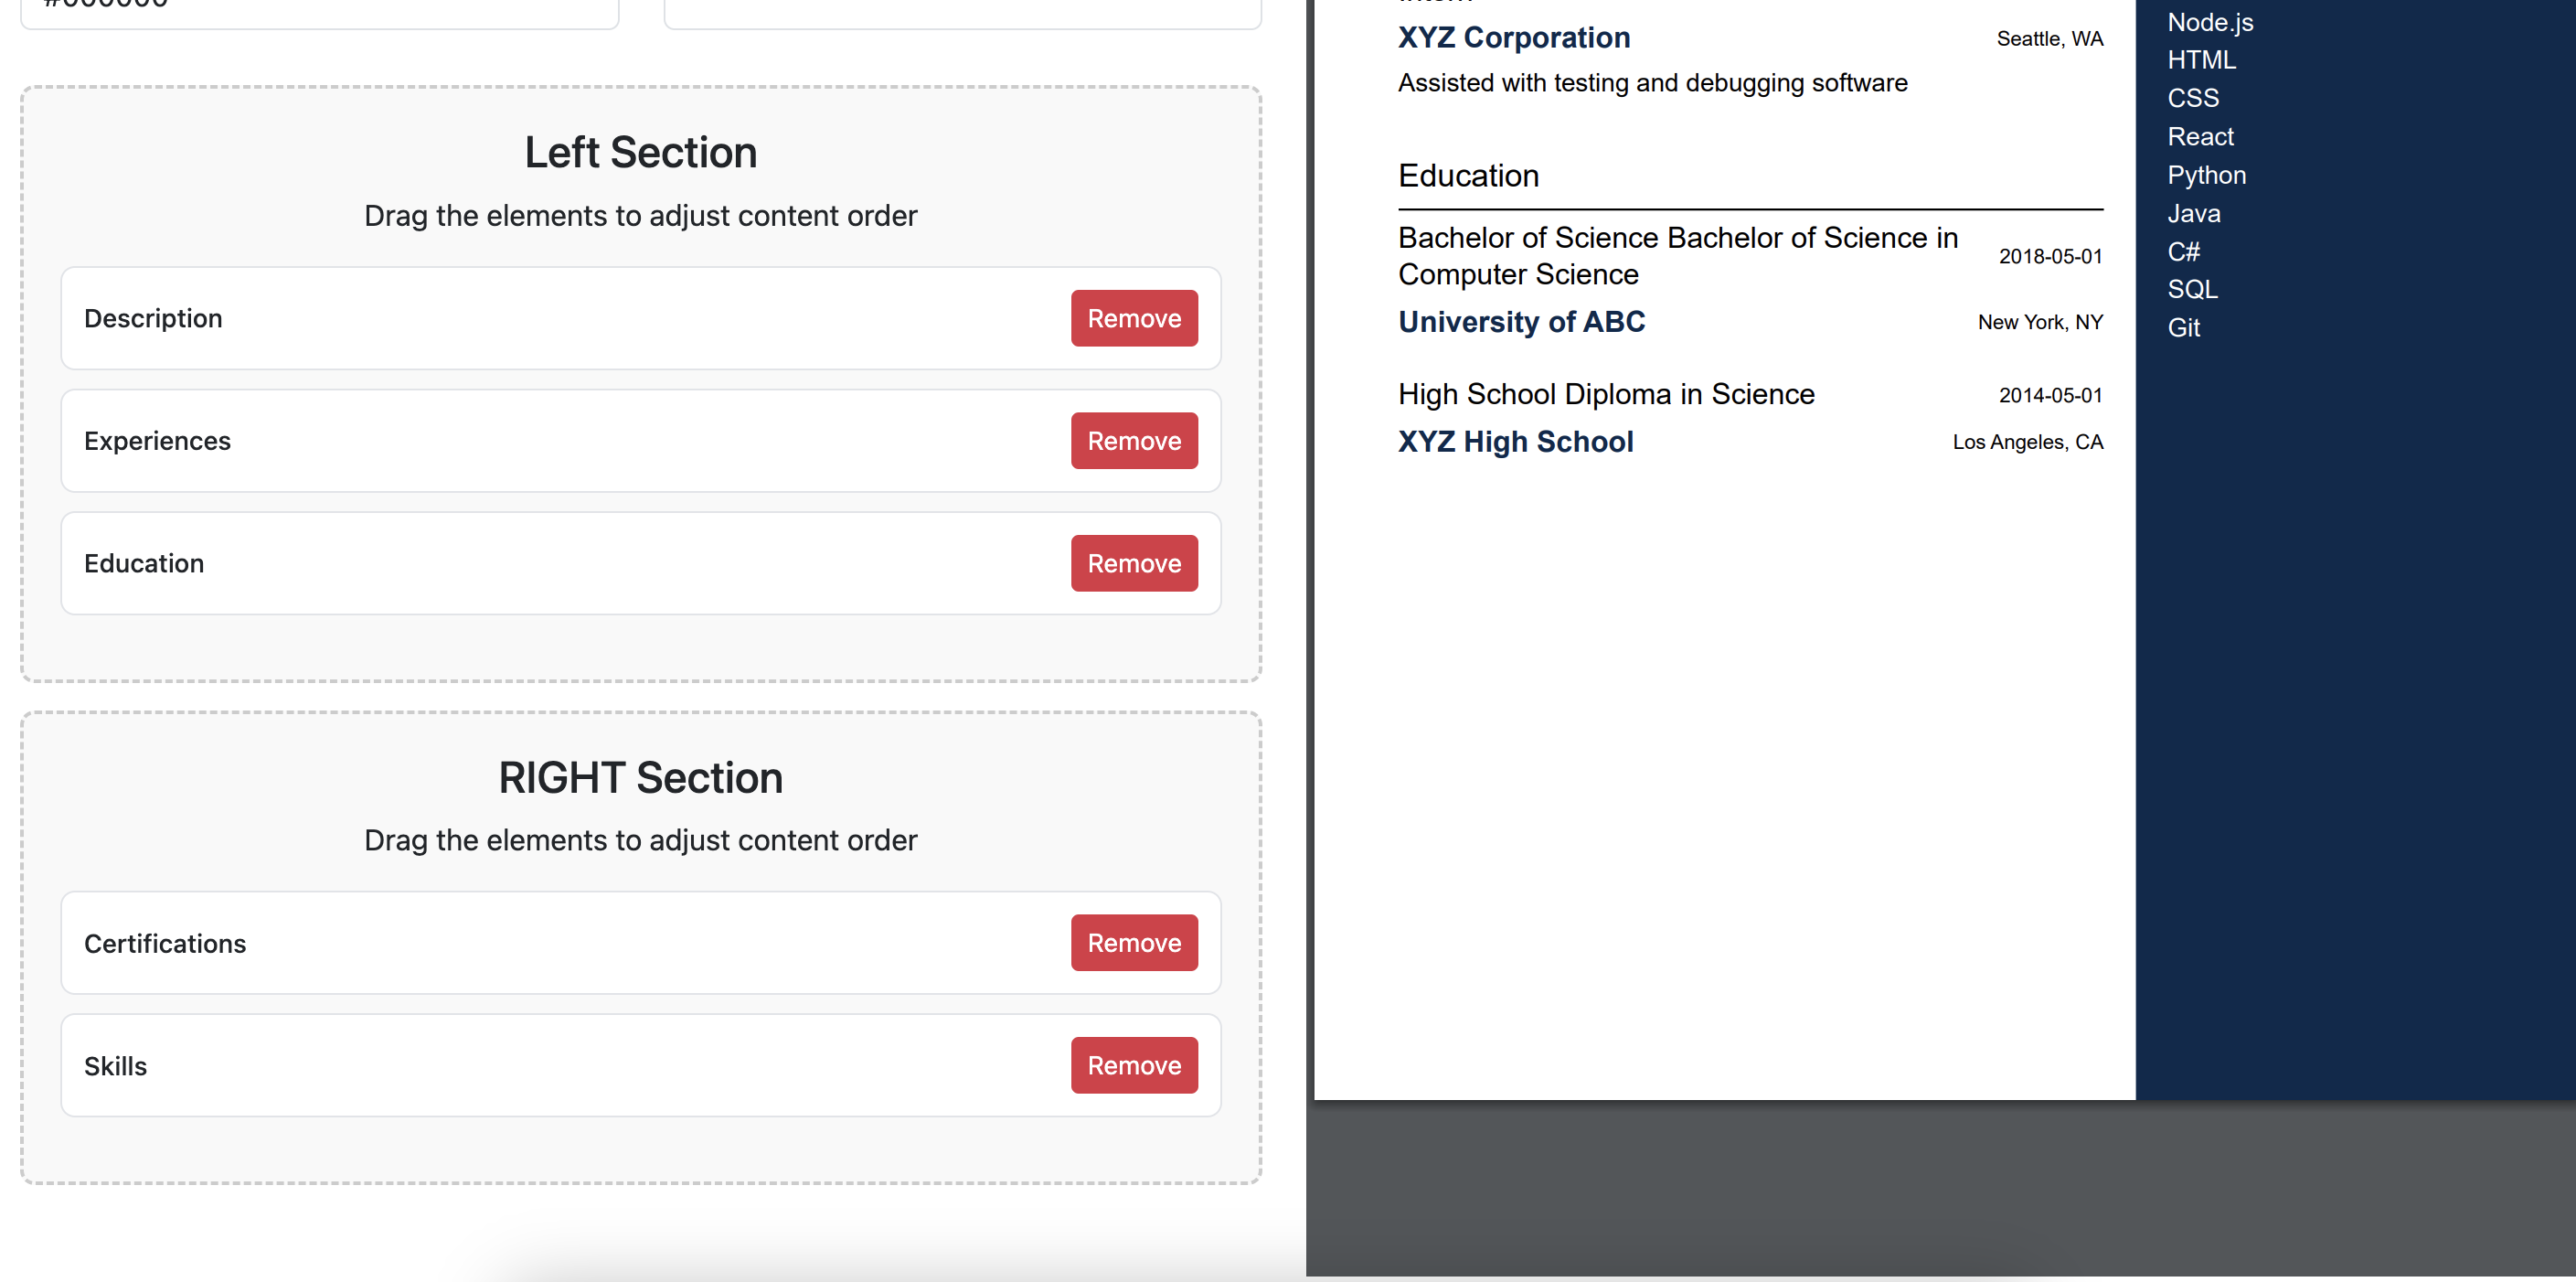 #000000
Left Section
Drag the elements to adjust content order
Description
Remove
Experiences
Remove
Education
Remove
RIGHT Section
Drag the elements to adjust content order
Certifications
Remove
Skills
Remove
XYZ Corporation
Seattle, WA
Assisted with testing and debugging software
Education
Bachelor of Science Bachelor of Science in
Computer Science
2018-05-01
University of ABC
New York, NY
High School Diploma in Science
2014-05-01
XYZ High School
Los Angeles, CA
Node.js
HTML
CSS
React
Python
Java
C#
SQL
Git